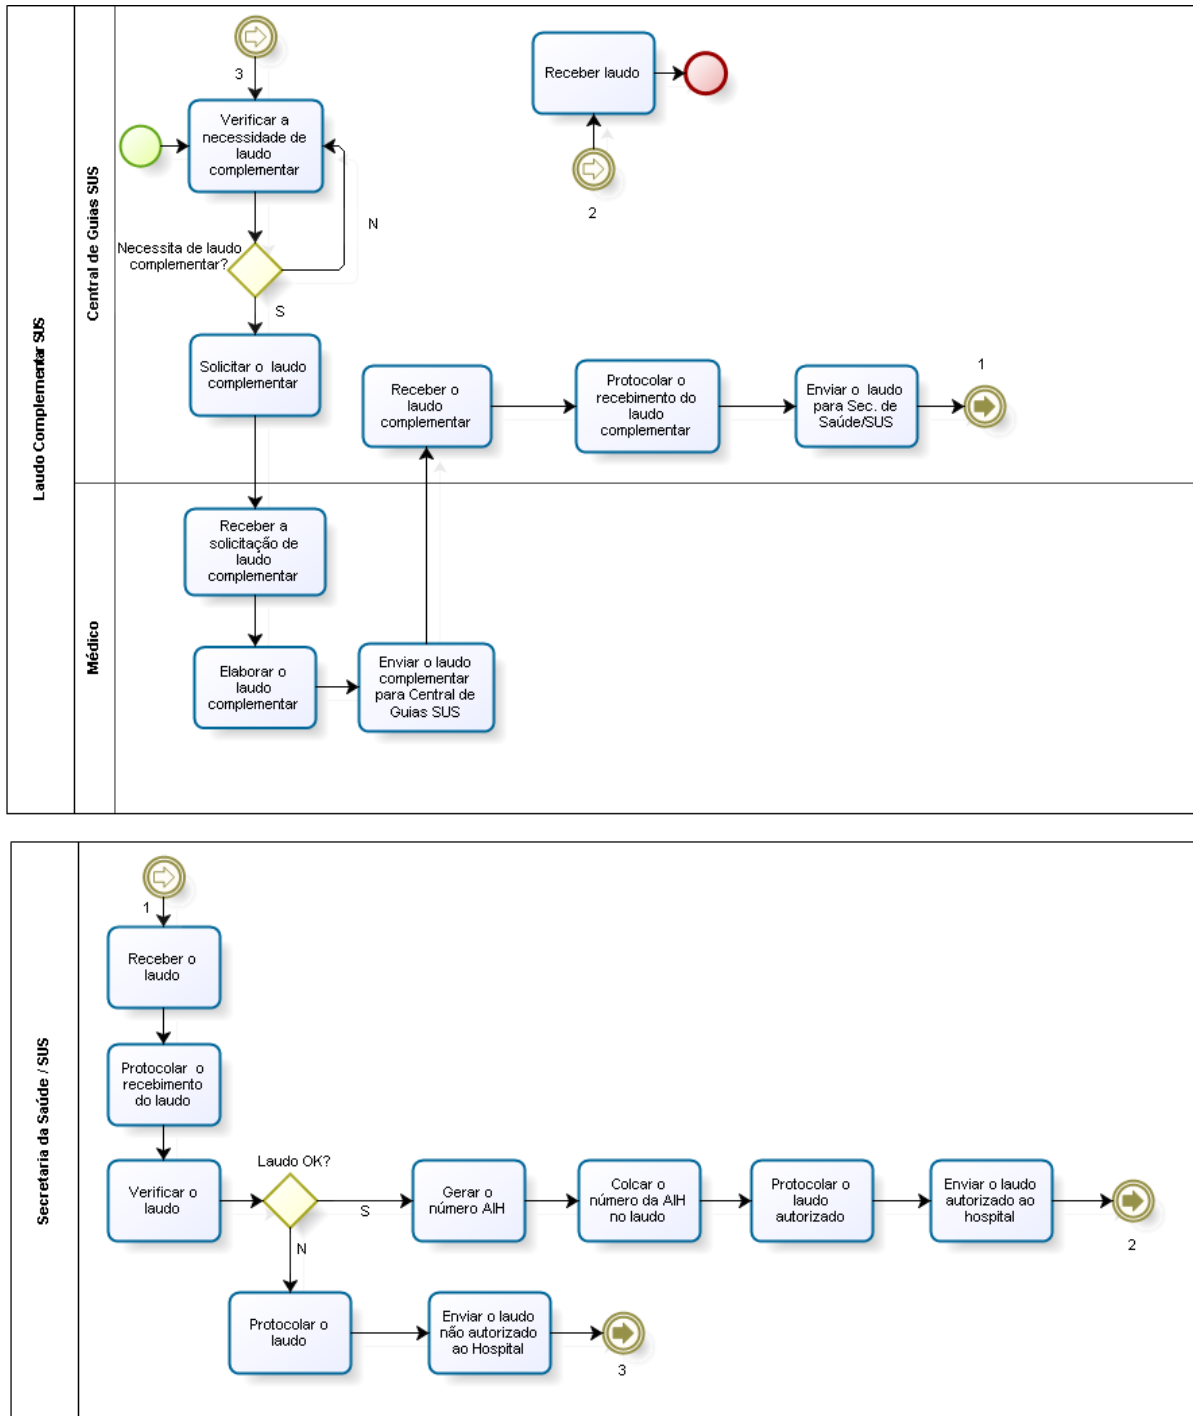 Laudo Complementar SUS
Central de Guias SUS
3
Verificar a
necessidade de
laudo
complementar
N
Necessita de laudo
complementar?
S
Solicitar o laudo
complementar
Receber laudo
2
Receber o
laudo
complementar
Protocolar o
recebimento do
laudo
complementar
Enviar o laudo
para Sec. de
Saúde/SUS
1
Médico
Receber a
solicitação de
laudo
complementar
Elaborar o
laudo
complementar
Enviar o laudo
complementar
para Central de
Guias SUS
Secretaria da Saúde / SUS
1
Receber o
laudo
Protocolar o
recebimento
do laudo
Verificar o
laudo
Laudo OK?
S
N
Gerar o
número AIH
Colcar o
número da AIH
no laudo
Protocolar o
laudo
autorizado
Enviar o laudo
autorizado ao
hospital
2
Protocolar o
laudo
Enviar o laudo
não autorizado
ao Hospital
3